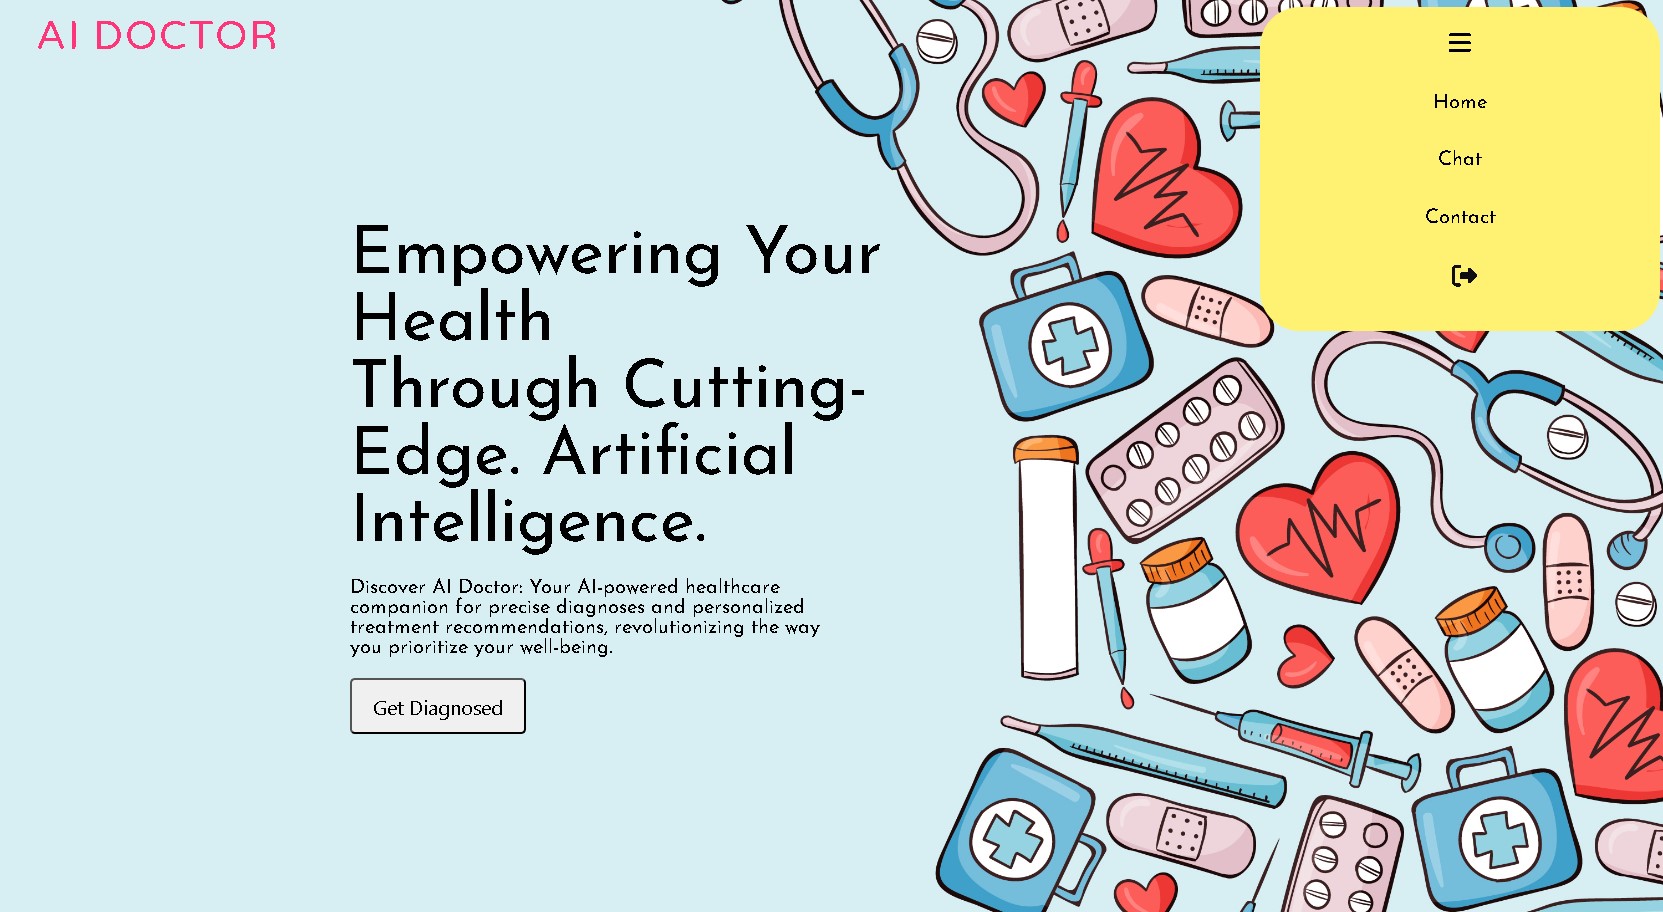 AI DOCTOR
Home
Chat
Contact
Empowering Your
Health
Through Cutting-
Edge. Artificial
Intelligence.
Discover AI Doctor: Your AI-powered healthcare
companion for precise diagnoses and personalized
treatment recommendations, revolutionizing the way
you prioritize your well-being.
Get Diagnosed